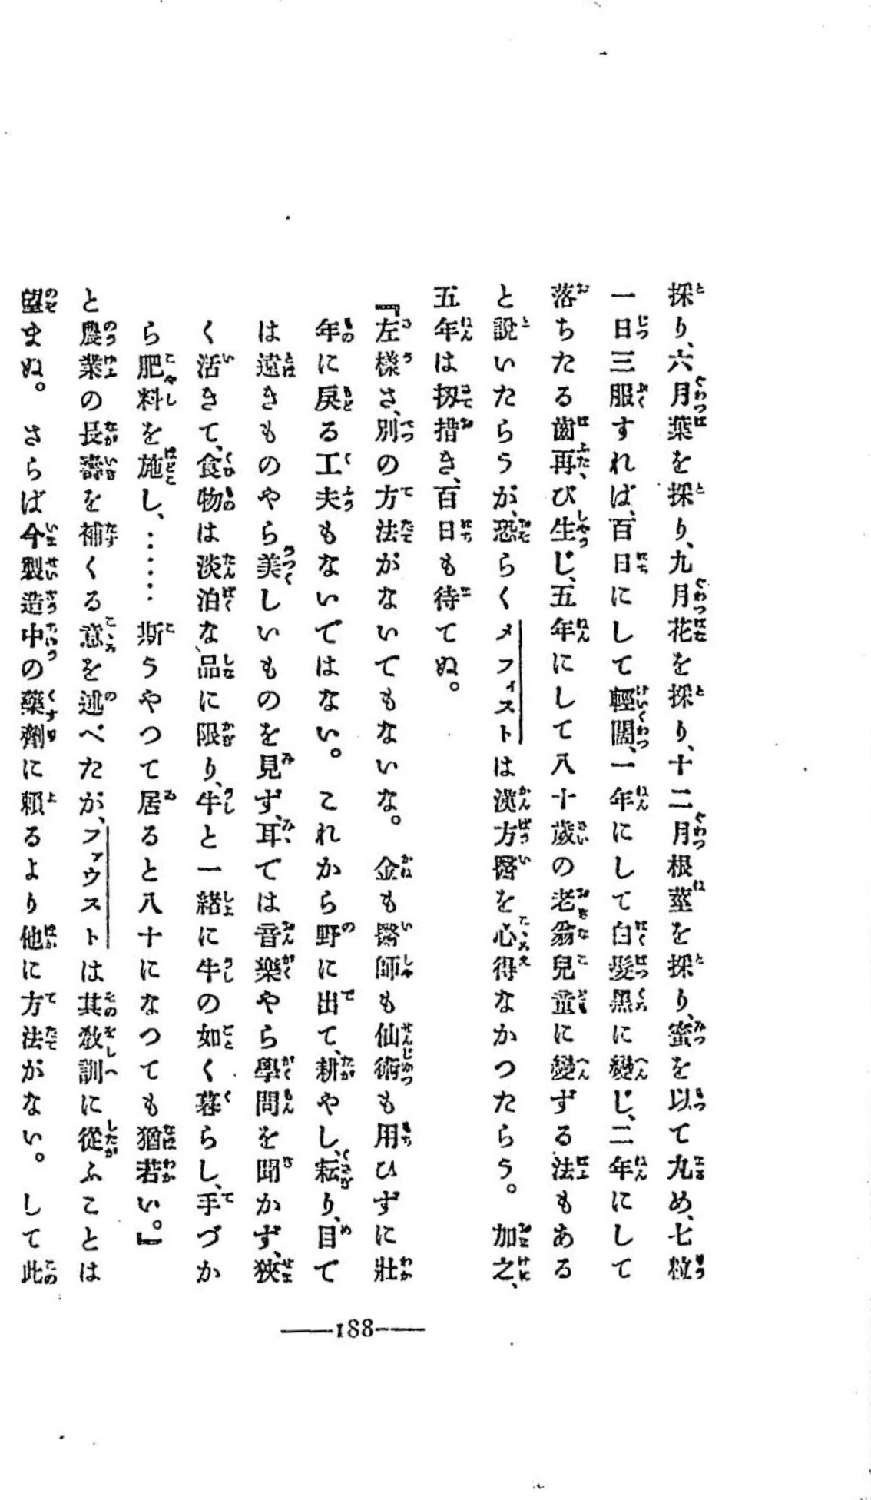 採り、六月葉を採り、九月花を採り、十二月根莖を採り、蜜を以て丸め、七粒
一日三服すれば、百日にして輕闊、一年にして白髮黑に變じ、二年にして
落ちたる齒再び生じ、五年にして八十歲の老翁兒童に變ずる法もある
と說いたらうが、恐らくメフィストは漢方醫を心得なかつたらう。加之、
五年は扨措き、百日も待てぬ。
『左樣さ、別の方法がないてもないな。金も醫師も仙術も用ひずに壯
年に戾る工夫もないではない。これから野に出て、耕やし、耘り、目で
は遠きものやら美しいものを見ず、耳ては音樂やら學問を聞かず、狹
く活きて、食物は淡泊な品に限り、牛と一緖に牛の如く暮らし、手づか
ら肥料を施し、………斯うやつて居ると八十になつても猶若い。』
と農業の長壽を補くる意を述べたが、ファウストは其敎訓に從ふことは
望まぬ。さらば今製造中の藥劑に賴るより他に方法がない。して此
188